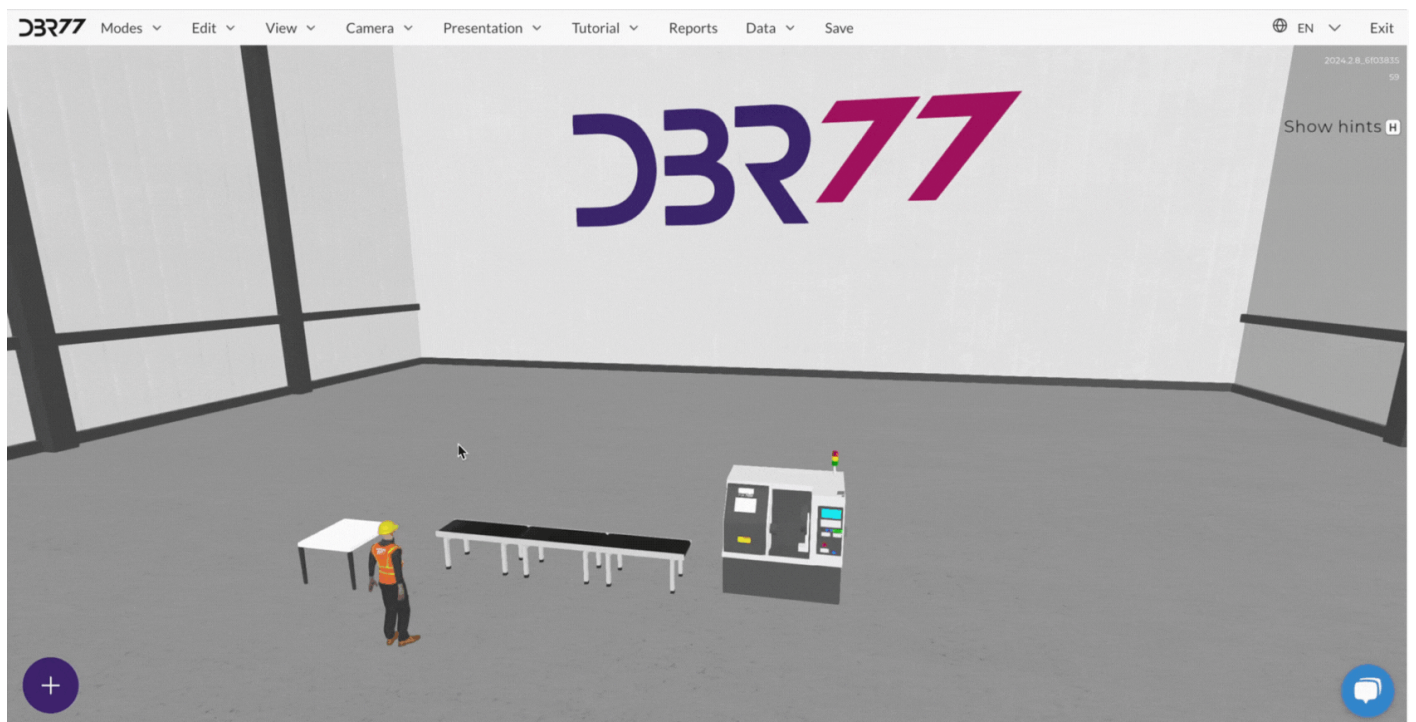 DBR77 Modes Edit View Camera Presentation Tutorial Reports Data Save EN Exit
2024.2.8_6f03835
59
Show hints H
DBR77